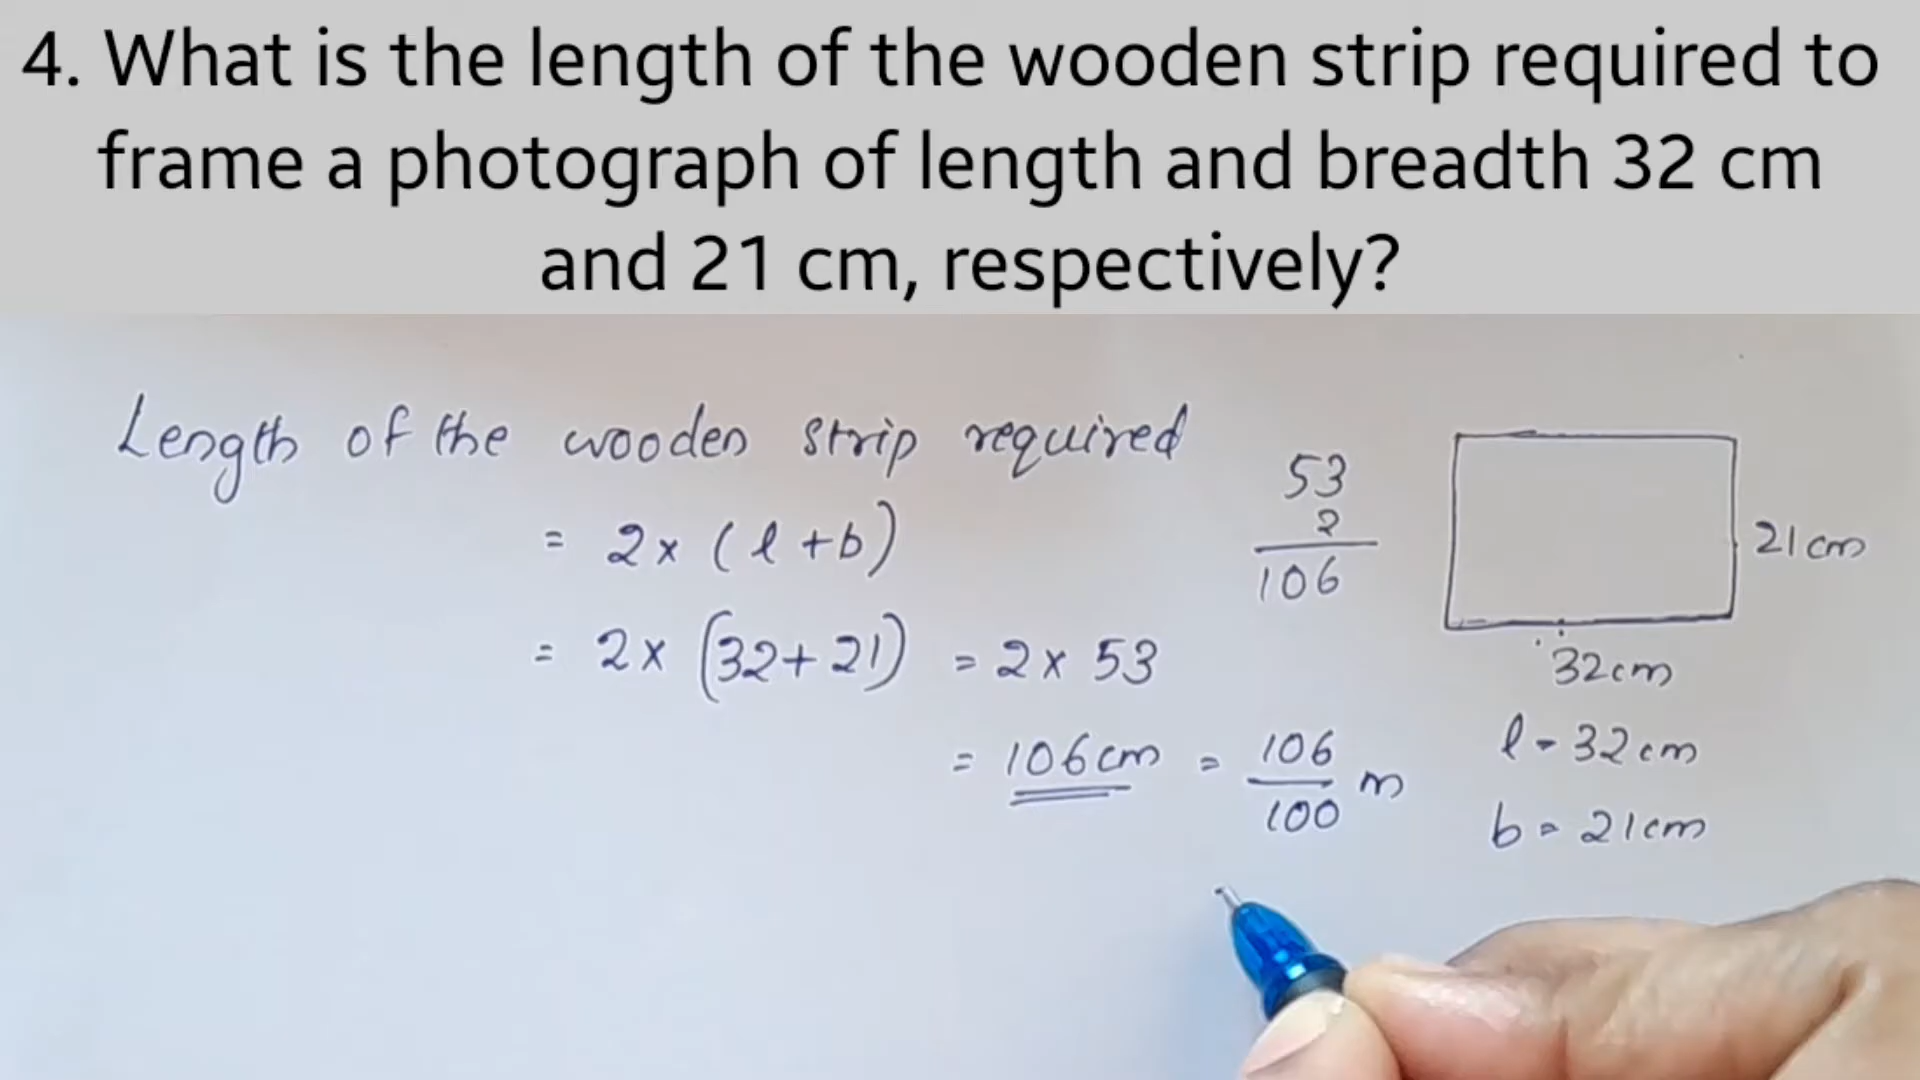 4. What is the length of the wooden strip required to
frame a photograph of length and breadth 32 cm
and 21 cm, respectively?
Length of the wooden strip required
= 2 x ( l + b )
= 2 x (32 + 21) = 2 x 53
= 106 cm = 106/100 m
53
2
106
21 cm
32 cm
l = 32 cm
b = 21 cm